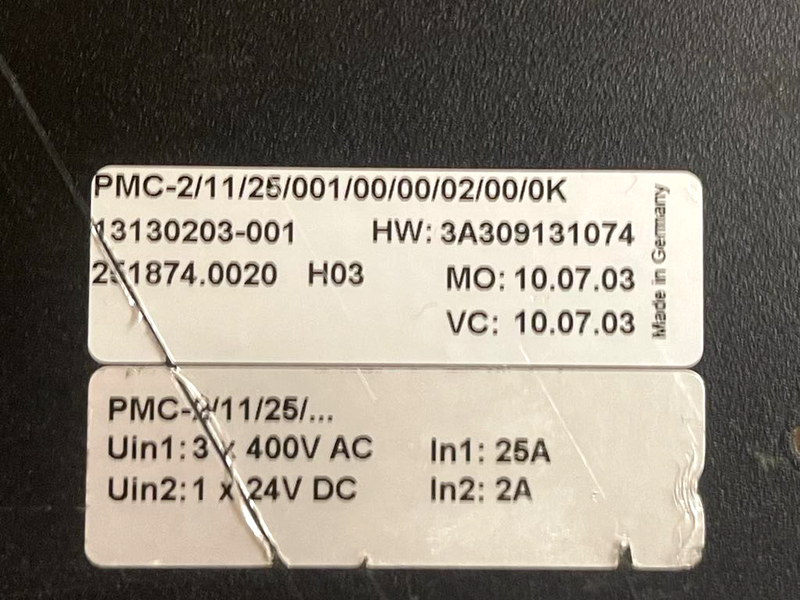 PMC-2/11/25/001/00/00/02/00/0K
13130203-001 HW: 3A309131074
251874.0020 H03 MO: 10.07.03
VC: 10.07.03
Made in Germany
PMC-2/11/25/...
Uin1: 3 x 400V AC In1: 25A
Uin2: 1 x 24V DC In2: 2A